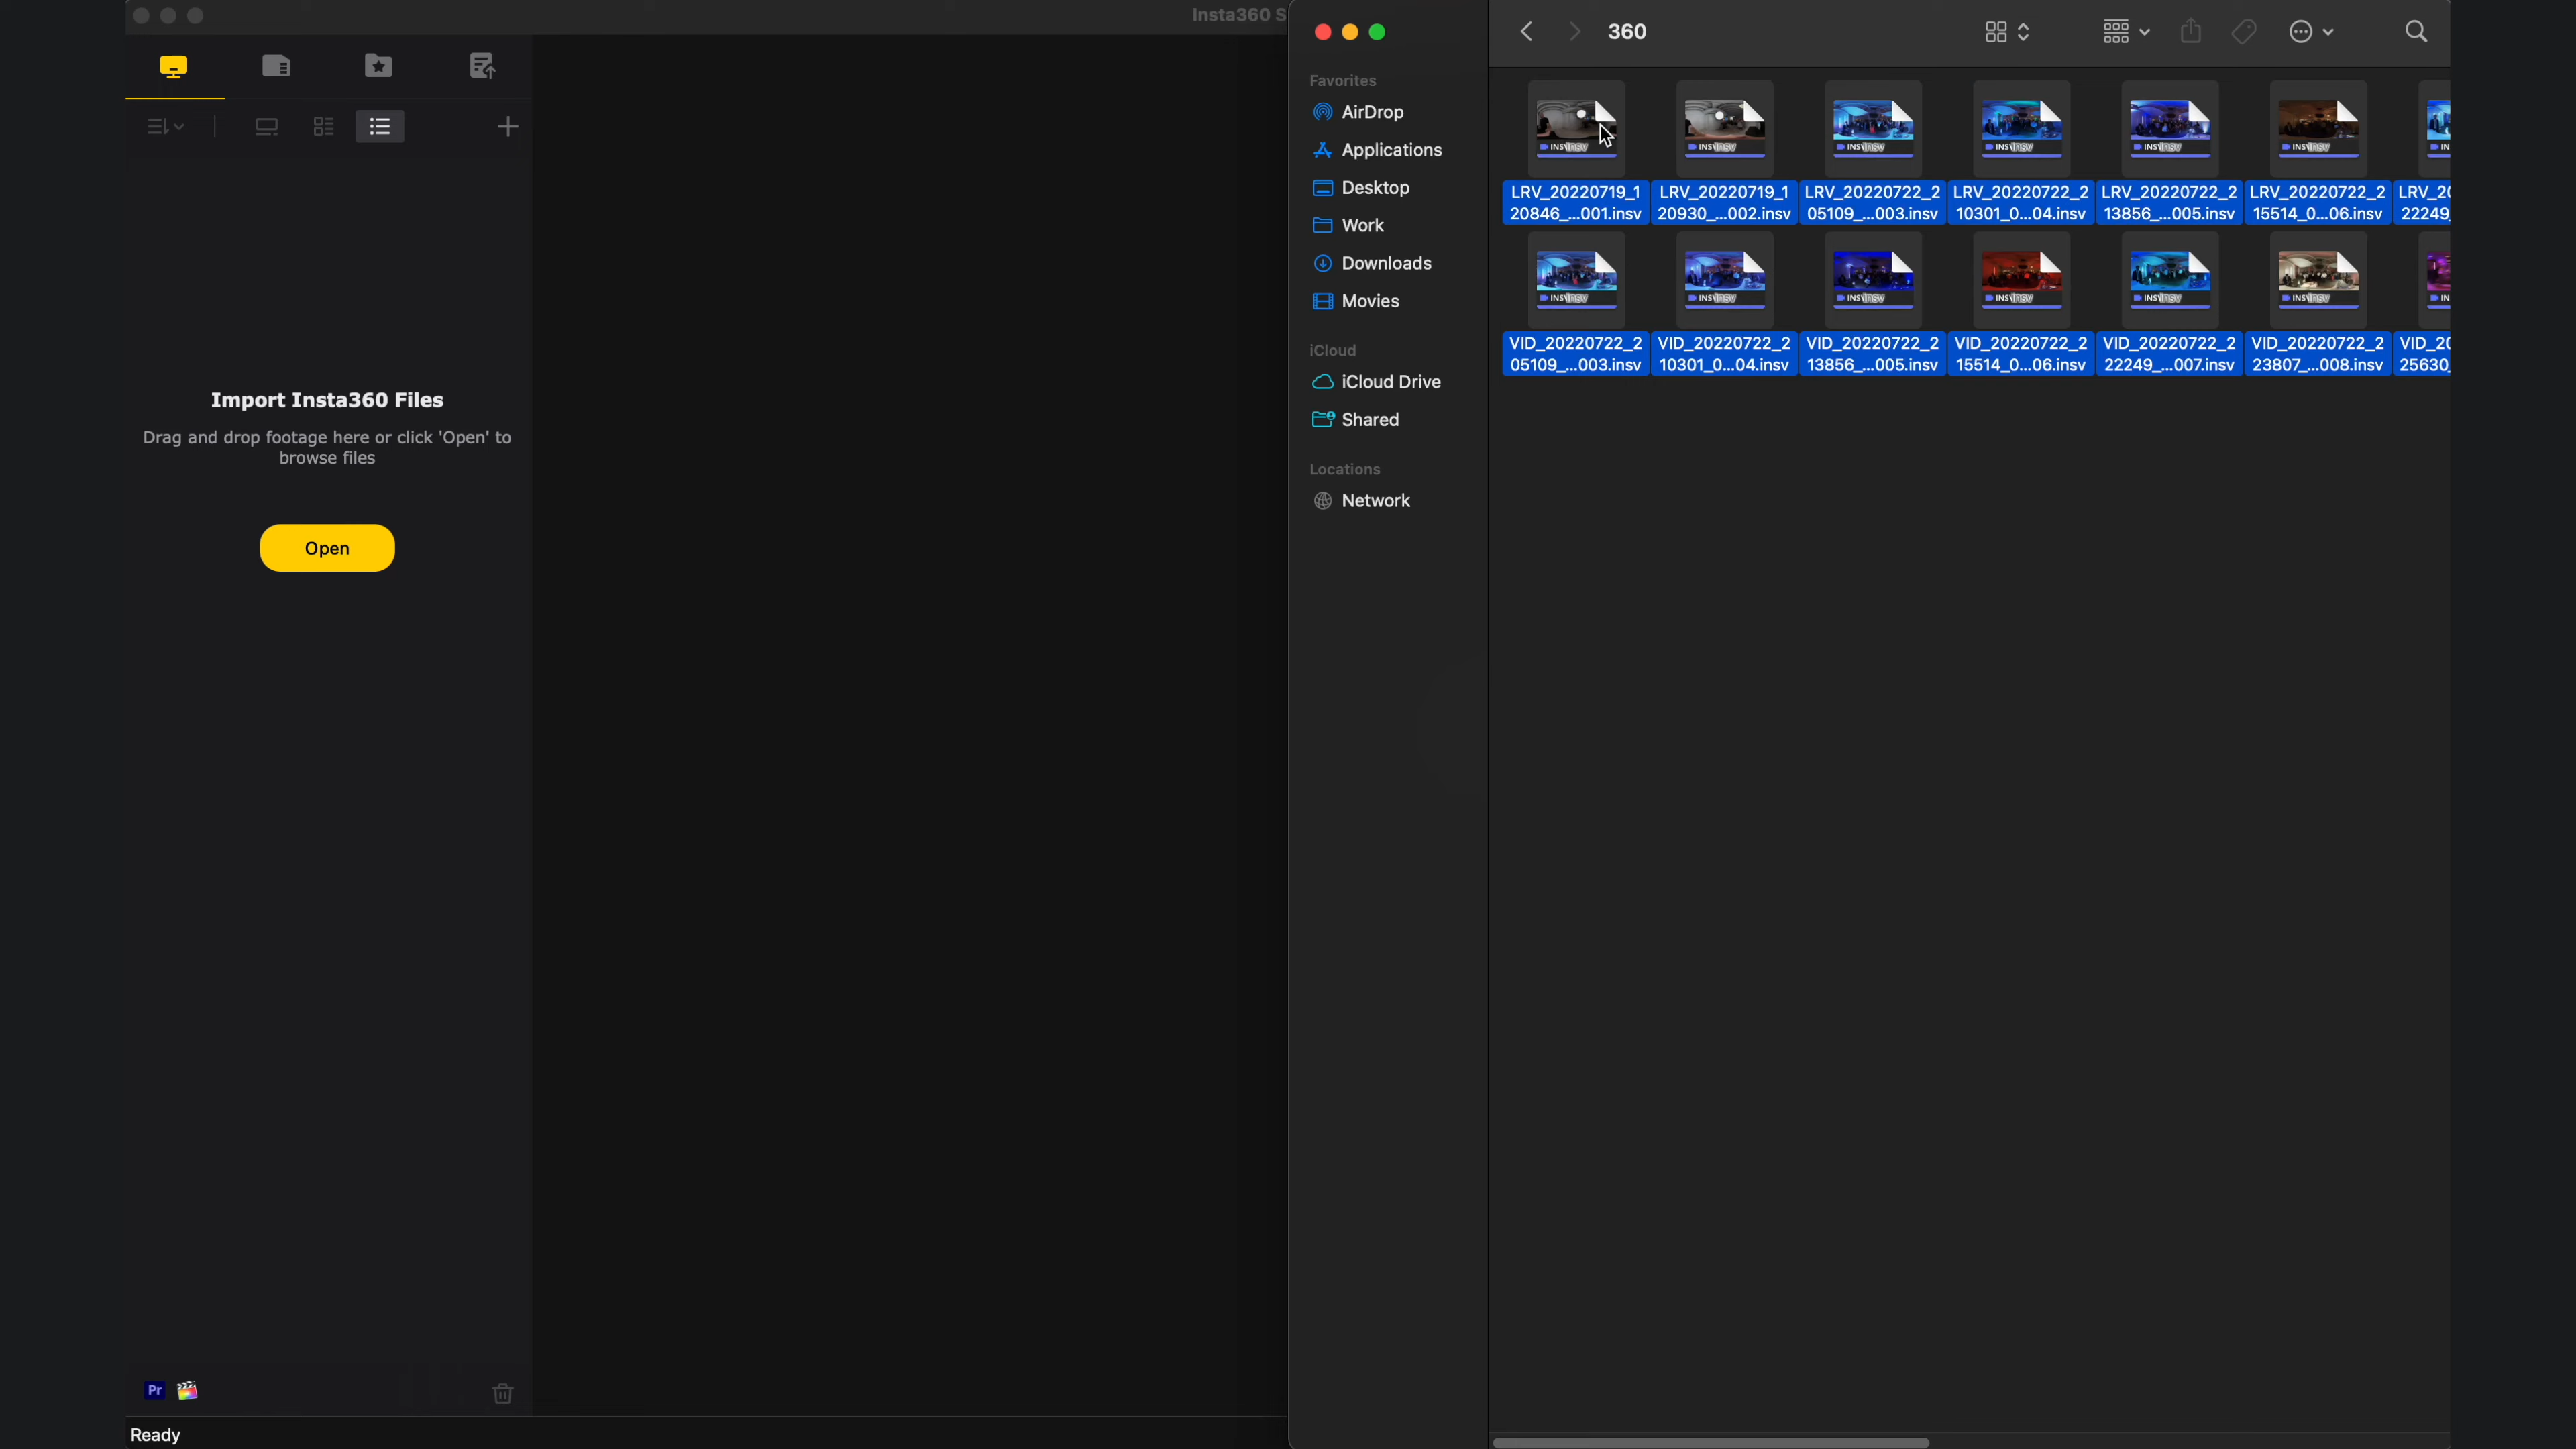 Insta360 S
Import Insta360 Files
Drag and drop footage here or click 'Open' to
browse files
Open
Pr
Ready
Favorites
AirDrop
Applications
Desktop
Work
Downloads
Movies
iCloud
iCloud Drive
Shared
Locations
Network
360
LRV_20220719_1
20846_...001.insv
LRV_20220719_1
20930_...002.insv
LRV_20220722_2
05109_...003.insv
LRV_20220722_2
10301_0...04.insv
LRV_20220722_2
13856_...005.insv
LRV_20220722_2
15514_0...06.insv
LRV_20
22249_
VID_20220722_2
05109_...003.insv
VID_20220722_2
10301_0...04.insv
VID_20220722_2
13856_...005.insv
VID_20220722_2
15514_0...06.insv
VID_20220722_2
22249_...007.insv
VID_20220722_2
23807_...008.insv
VID_20
25630_